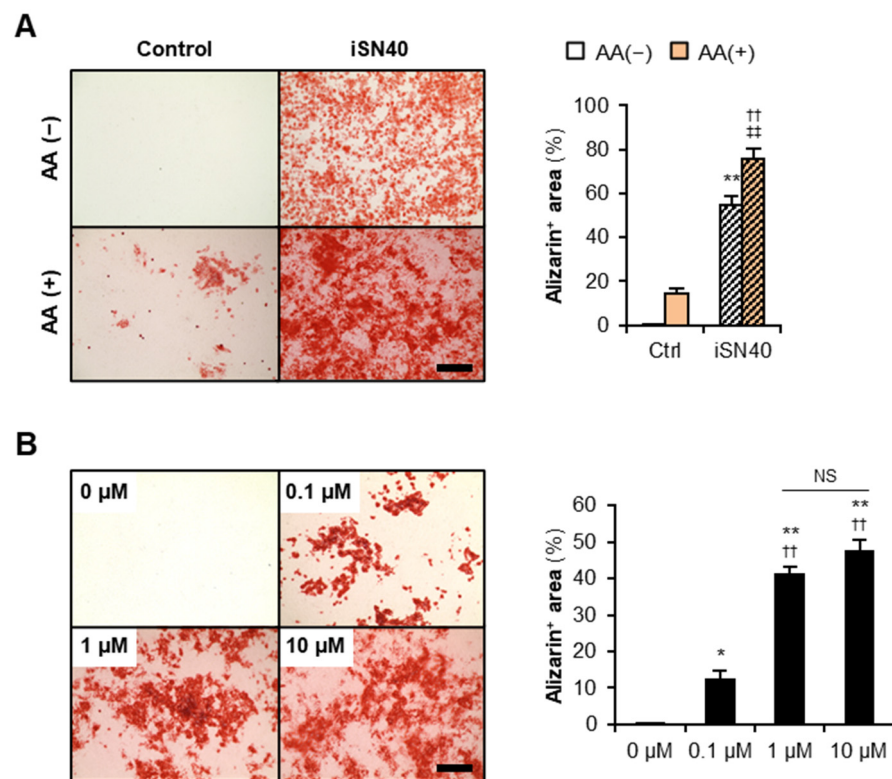 A
Control iSN40
AA (−)
AA (+)
AA(−) AA(+)
Alizarin⁺ area (%)
100
80
60
40
20
0
**
††
‡‡
Ctrl iSN40
B
0 µM 0.1 µM
1 µM 10 µM
Alizarin⁺ area (%)
60
50
40
30
20
10
0
NS
*
**
††
**
††
0 µM 0.1 µM 1 µM 10 µM